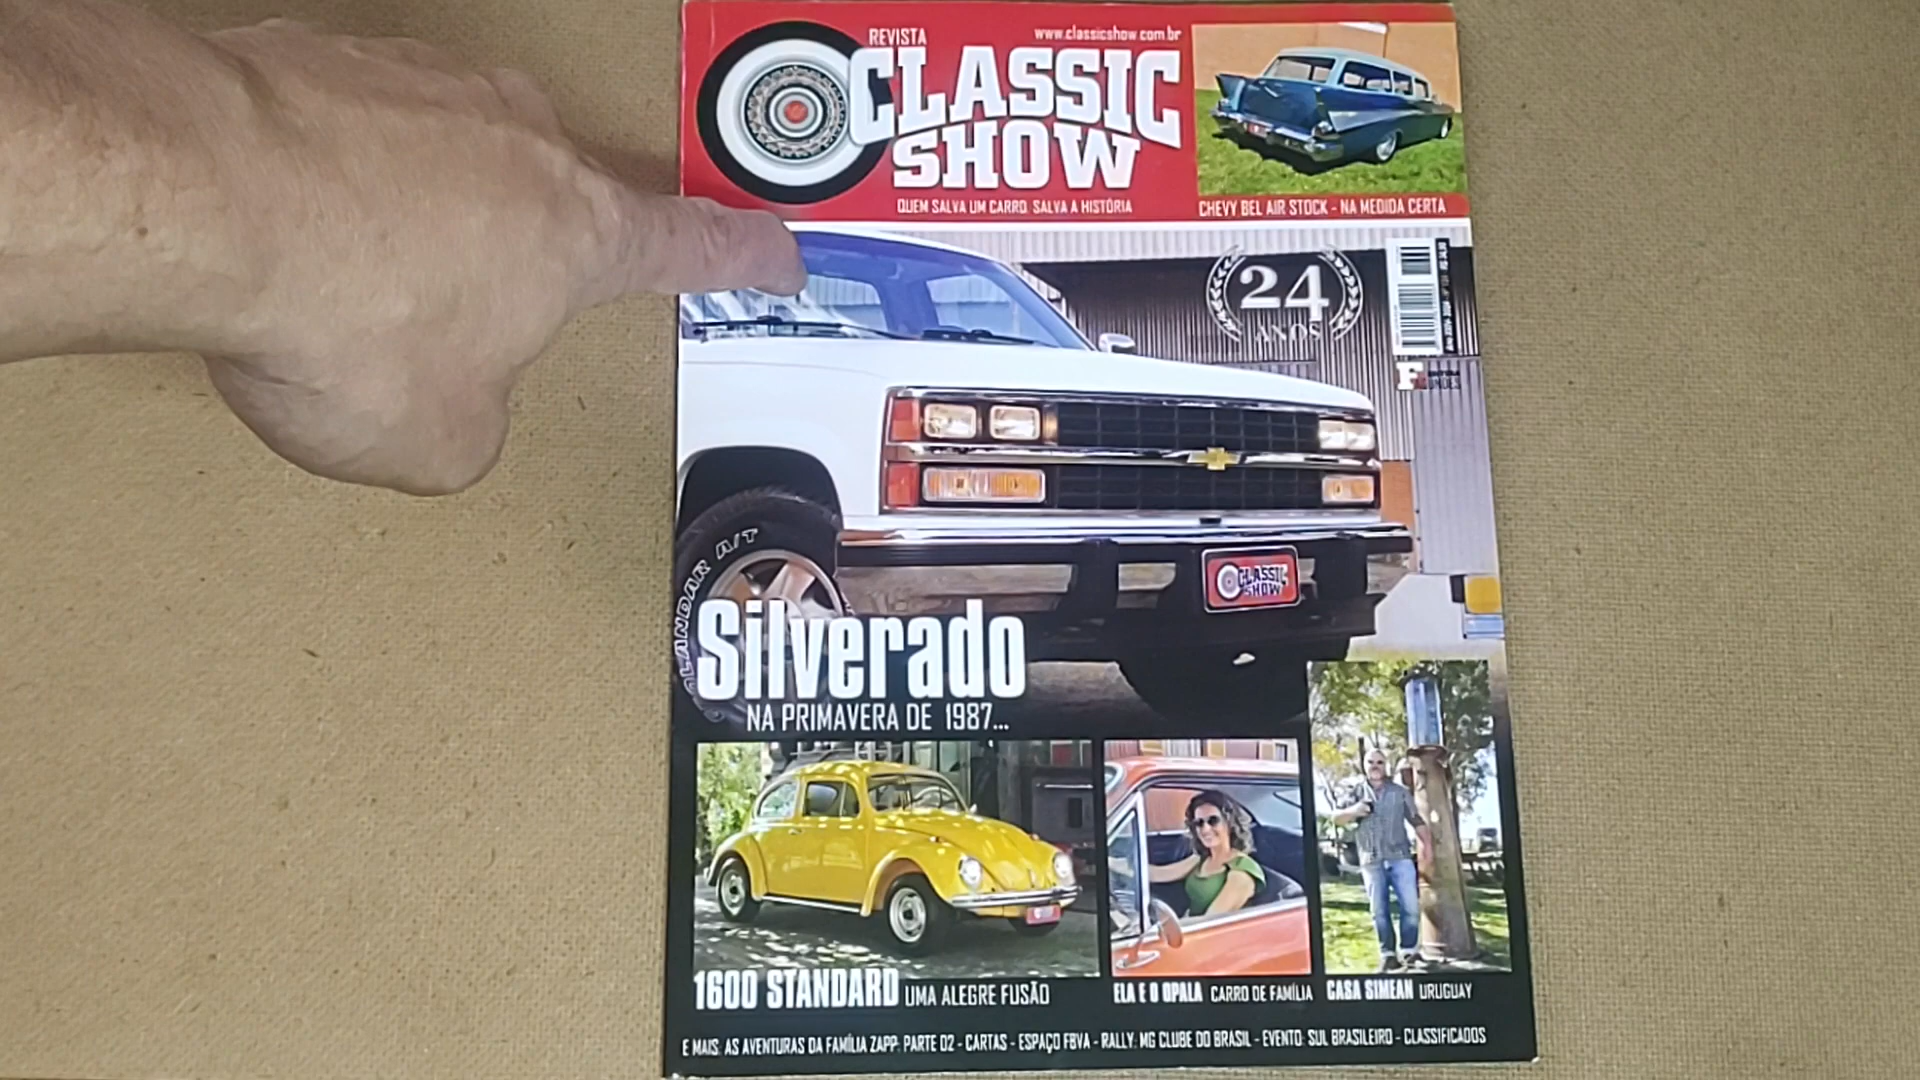 REVISTA
www.classicshow.com.br
CLASSIC
SHOW
QUEM SALVA UM CARRO, SALVA A HISTÓRIA
CHEVY BEL AIR STOCK - NA MEDIDA CERTA
24
ANOS
CLASSIC
SHOW
A/T
Silverado
NA PRIMAVERA DE 1987...
1600 STANDARD UMA ALEGRE FUSÃO
ELA E O OPALA CARRO DE FAMÍLIA
CASA SIMEAN URUGUAY
E MAIS: AS AVENTURAS DA FAMÍLIA ZAPP: PARTE 02 - CARTAS - ESPAÇO FBVA - RALLY: MG CLUBE DO BRASIL - EVENTO: SUL BRASILEIRO - CLASSIFICADOS